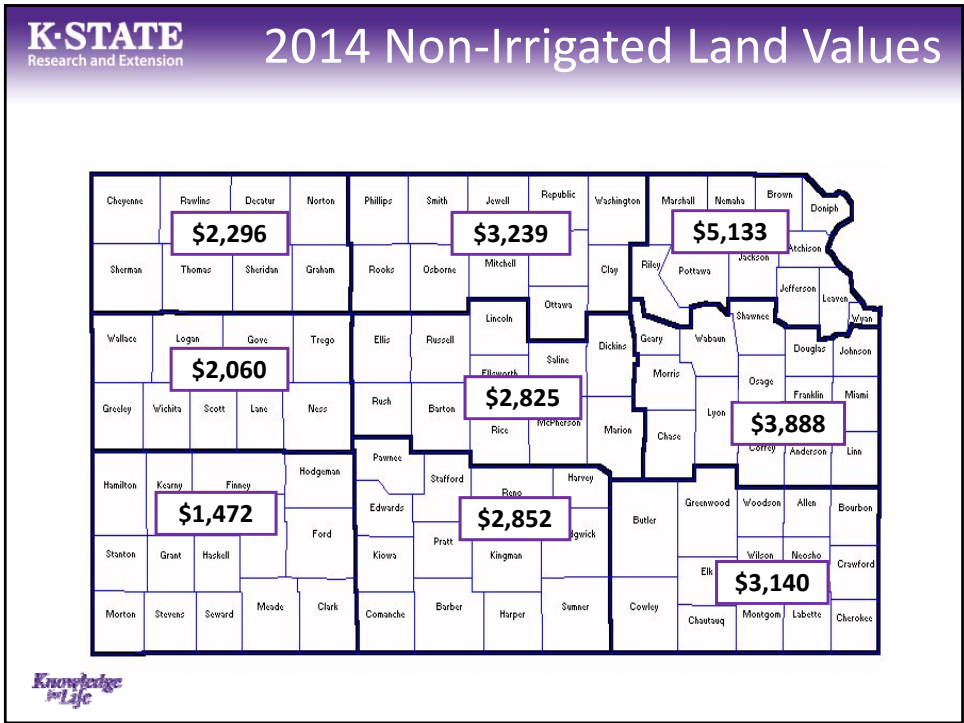 K·STATE
Research and Extension
2014 Non-Irrigated Land Values
Cheyenne Rawlins Decatur Norton Phillips Smith Jewell Republic Washington Marshall Nemaha Brown Doniph
$2,296 $3,239 $5,133
Atchison
Sherman Thomas Sheridan Graham Rooks Osborne Mitchell Clay Riley Pottawa Jackson
Jefferson Leaven
Ottawa
Wyan
Wallace Logan Gove Trego Ellis Russell Lincoln Saline Dickins Geary Wabaun Shawnee Douglas Johnson
$2,060
Ellsworth
Morris Osage Franklin Miami
Greeley Wichita Scott Lane Ness Rush Barton
$2,825
Rice McPherson Marion Chase Lyon
$3,888
Coffey Anderson Linn
Hamilton Kearny Finney Hodgeman Pawnee Stafford Reno Harvey
Butler Greenwood Woodson Allen Bourbon
$1,472
Edwards
$2,852
dgwick
Ford
Stanton Grant Haskell Kiowa Pratt Kingman
Elk Wilson Neosho Crawford
$3,140
Morton Stevens Seward Meade Clark Comanche Barber Harper Sumner Cowley Chautauq Montgom Labette Cherokee
Knowledge
for Life